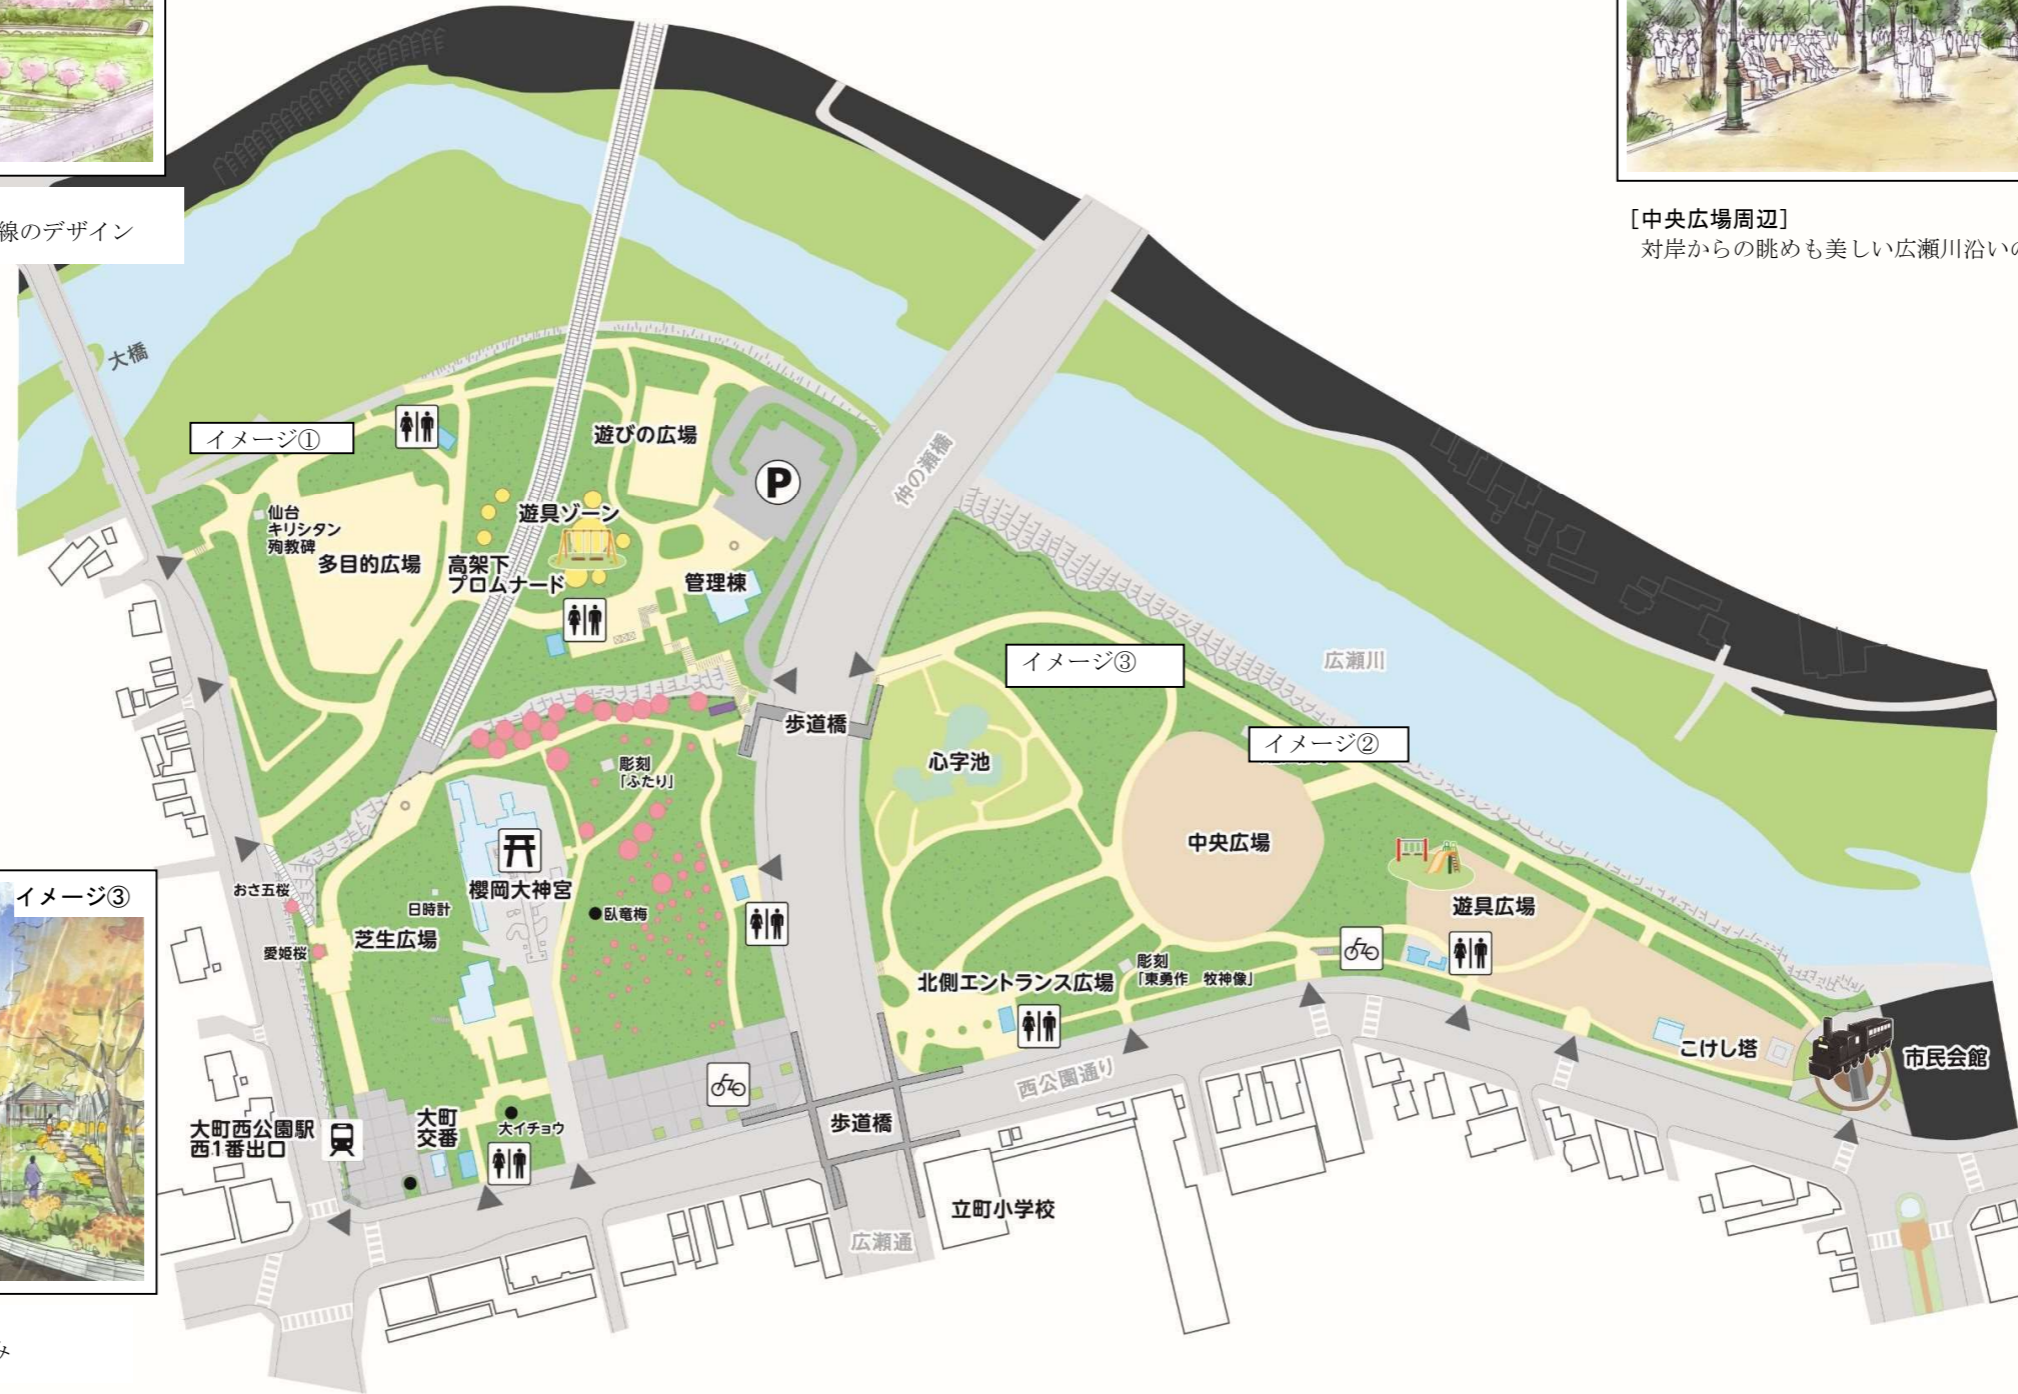 線のデザイン
[中央広場周辺]
対岸からの眺めも美しい広瀬川沿いの
大橋
イメージ①
遊びの広場
P
仲の瀬橋
仙台
キリシタン
殉教碑
多目的広場
遊具ゾーン
高架下
プロムナード
管理棟
イメージ③
広瀬川
歩道橋
イメージ②
心字池
彫刻
「ふたり」
中央広場
櫻岡大神宮
おさ五桜
日時計
臥竜梅
芝生広場
愛姫桜
遊具広場
北側エントランス広場
彫刻
「東勇作 牧神像」
イメージ③
こけし塔
市民会館
西公園通り
大町西公園駅
西1番出口
大町
交番
大イチョウ
歩道橋
立町小学校
広瀬通
み